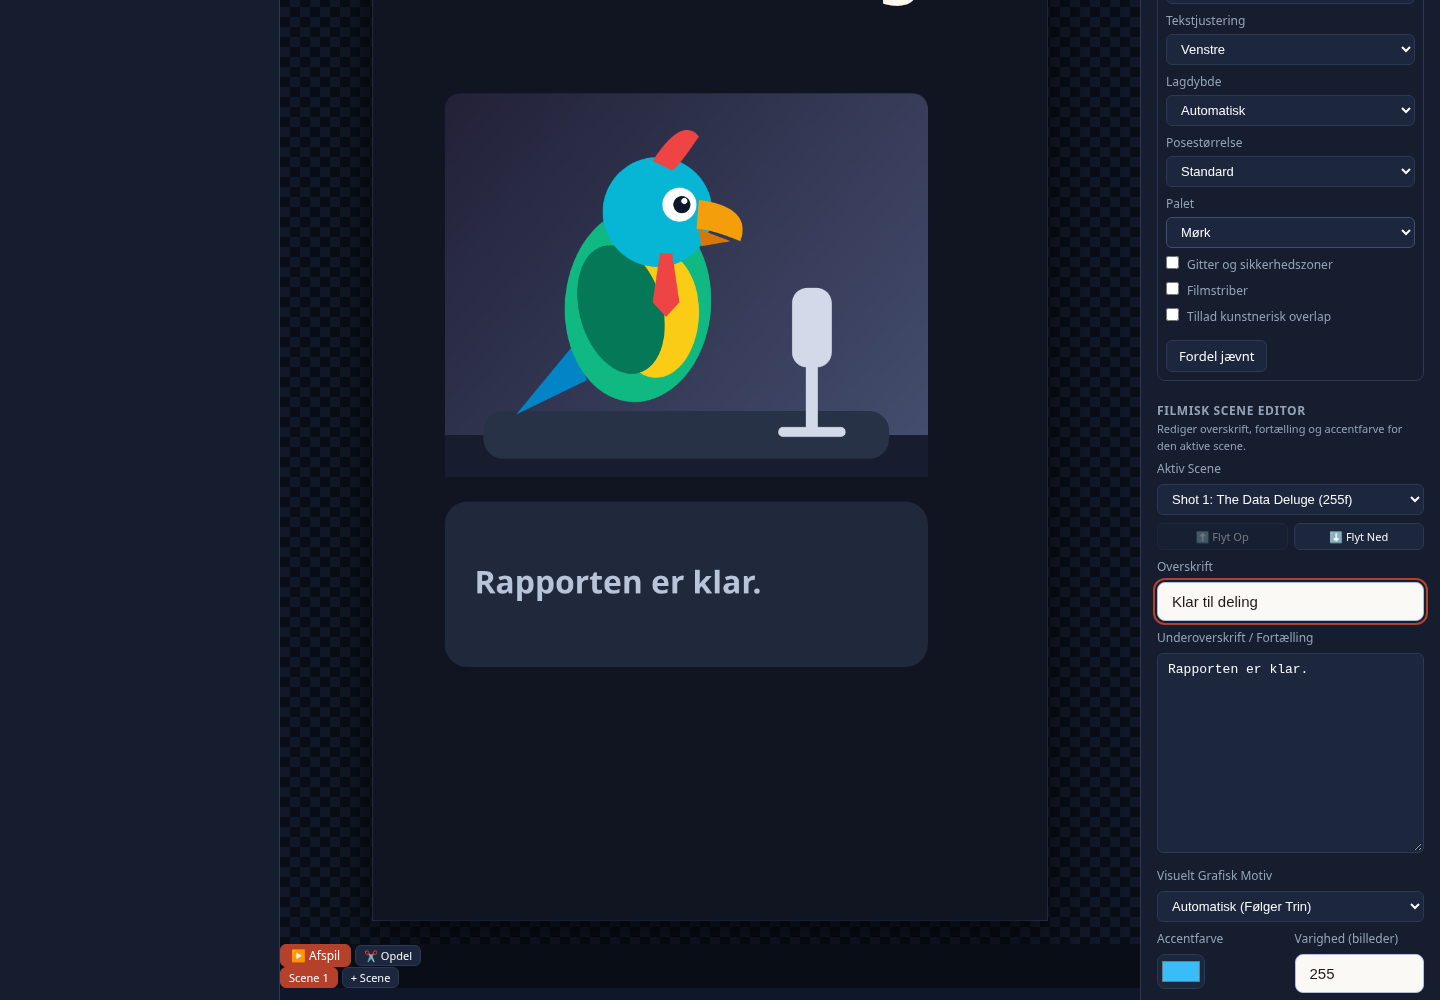 Rapporten er klar.
▶️ Afspil
✂️ Opdel
Scene 1
+ Scene
Tekstjustering
Venstre
Lagdybde
Automatisk
Posestørrelse
Standard
Palet
Mørk
Gitter og sikkerhedszoner
Filmstriber
Tillad kunstnerisk overlap
Fordel jævnt
FILMISK SCENE EDITOR
Rediger overskrift, fortælling og accentfarve for
den aktive scene.
Aktiv Scene
Shot 1: The Data Deluge (255f)
⬆️ Flyt Op
⬇️ Flyt Ned
Overskrift
Klar til deling
Underoverskrift / Fortælling
Rapporten er klar.
Visuelt Grafisk Motiv
Automatisk (Følger Trin)
Accentfarve
Varighed (billeder)
255